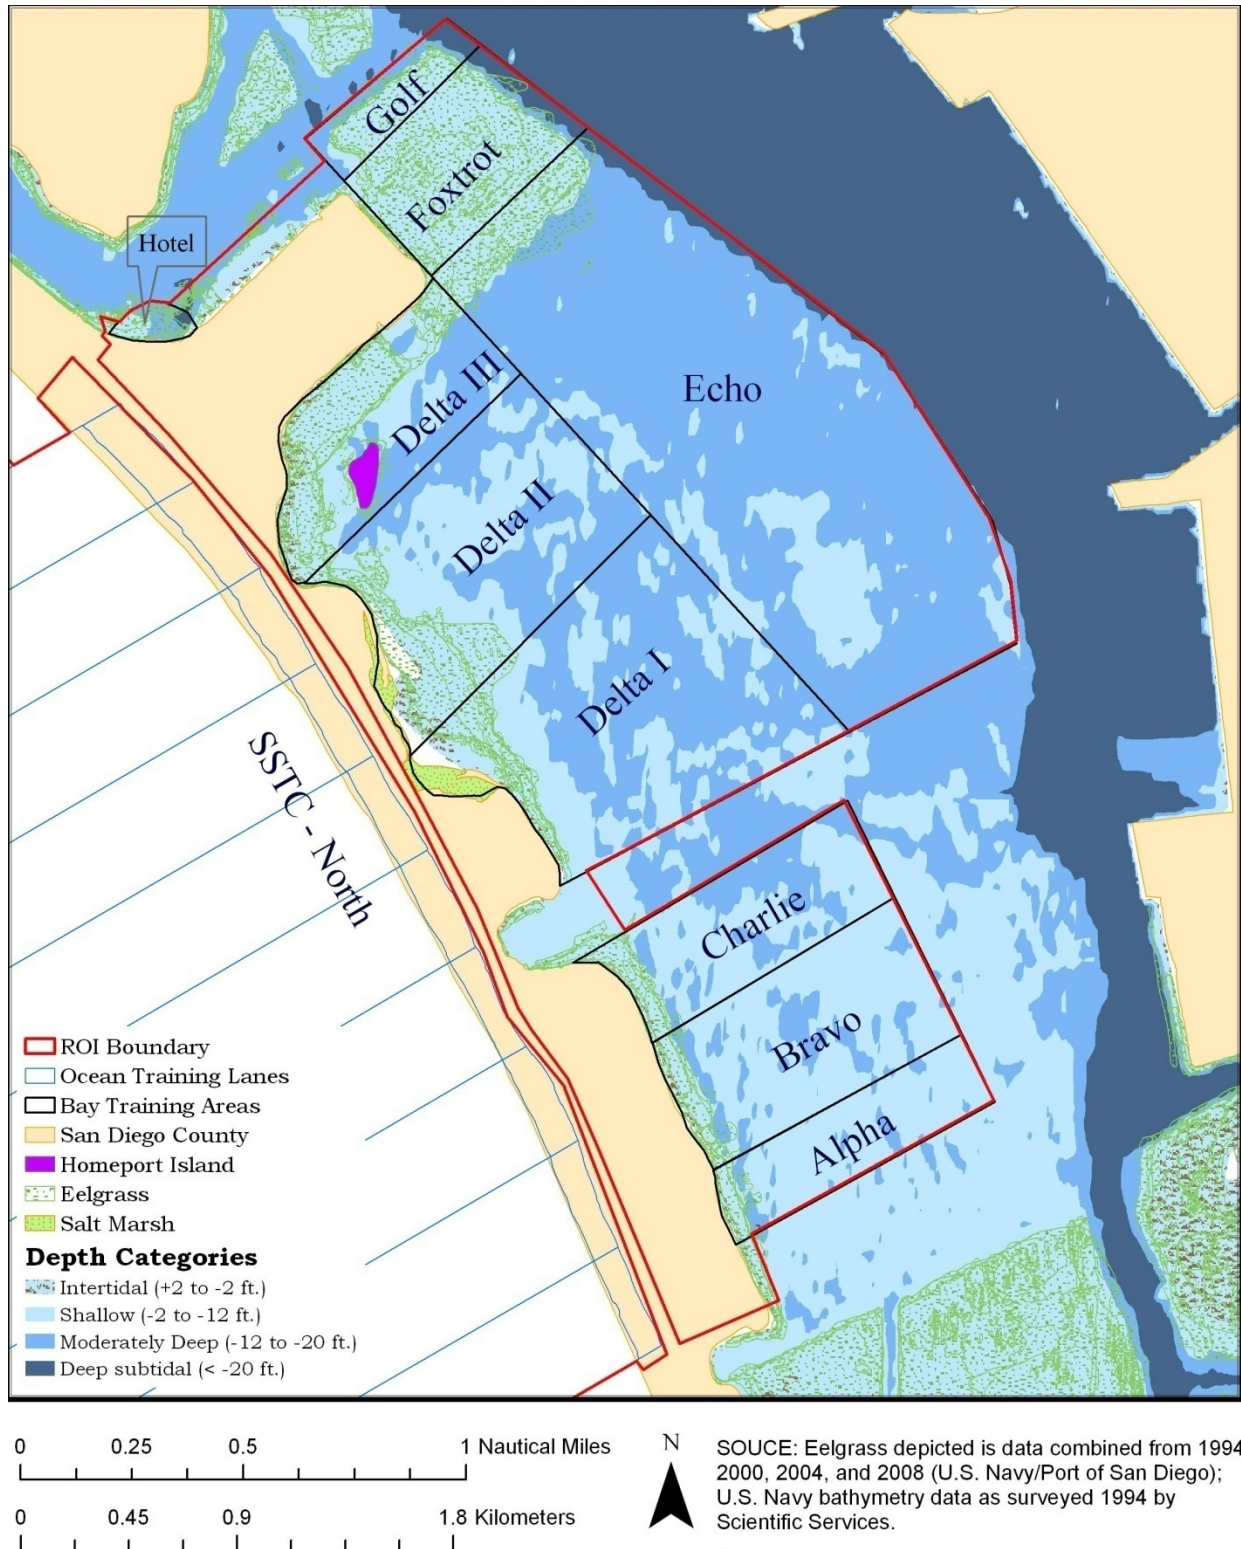 Golf
Foxtrot
Hotel
Delta III
Echo
Delta II
Delta I
SSTC - North
Charlie
Bravo
Alpha
ROI Boundary
Ocean Training Lanes
Bay Training Areas
San Diego County
Homeport Island
Eelgrass
Salt Marsh
Depth Categories
Intertidal (+2 to -2 ft.)
Shallow (-2 to -12 ft.)
Moderately Deep (-12 to -20 ft.)
Deep subtidal (< -20 ft.)
0 0.25 0.5 1 Nautical Miles
0 0.45 0.9 1.8 Kilometers
N
SOUCE: Eelgrass depicted is data combined from 1994
2000, 2004, and 2008 (U.S. Navy/Port of San Diego);
U.S. Navy bathymetry data as surveyed 1994 by
Scientific Services.